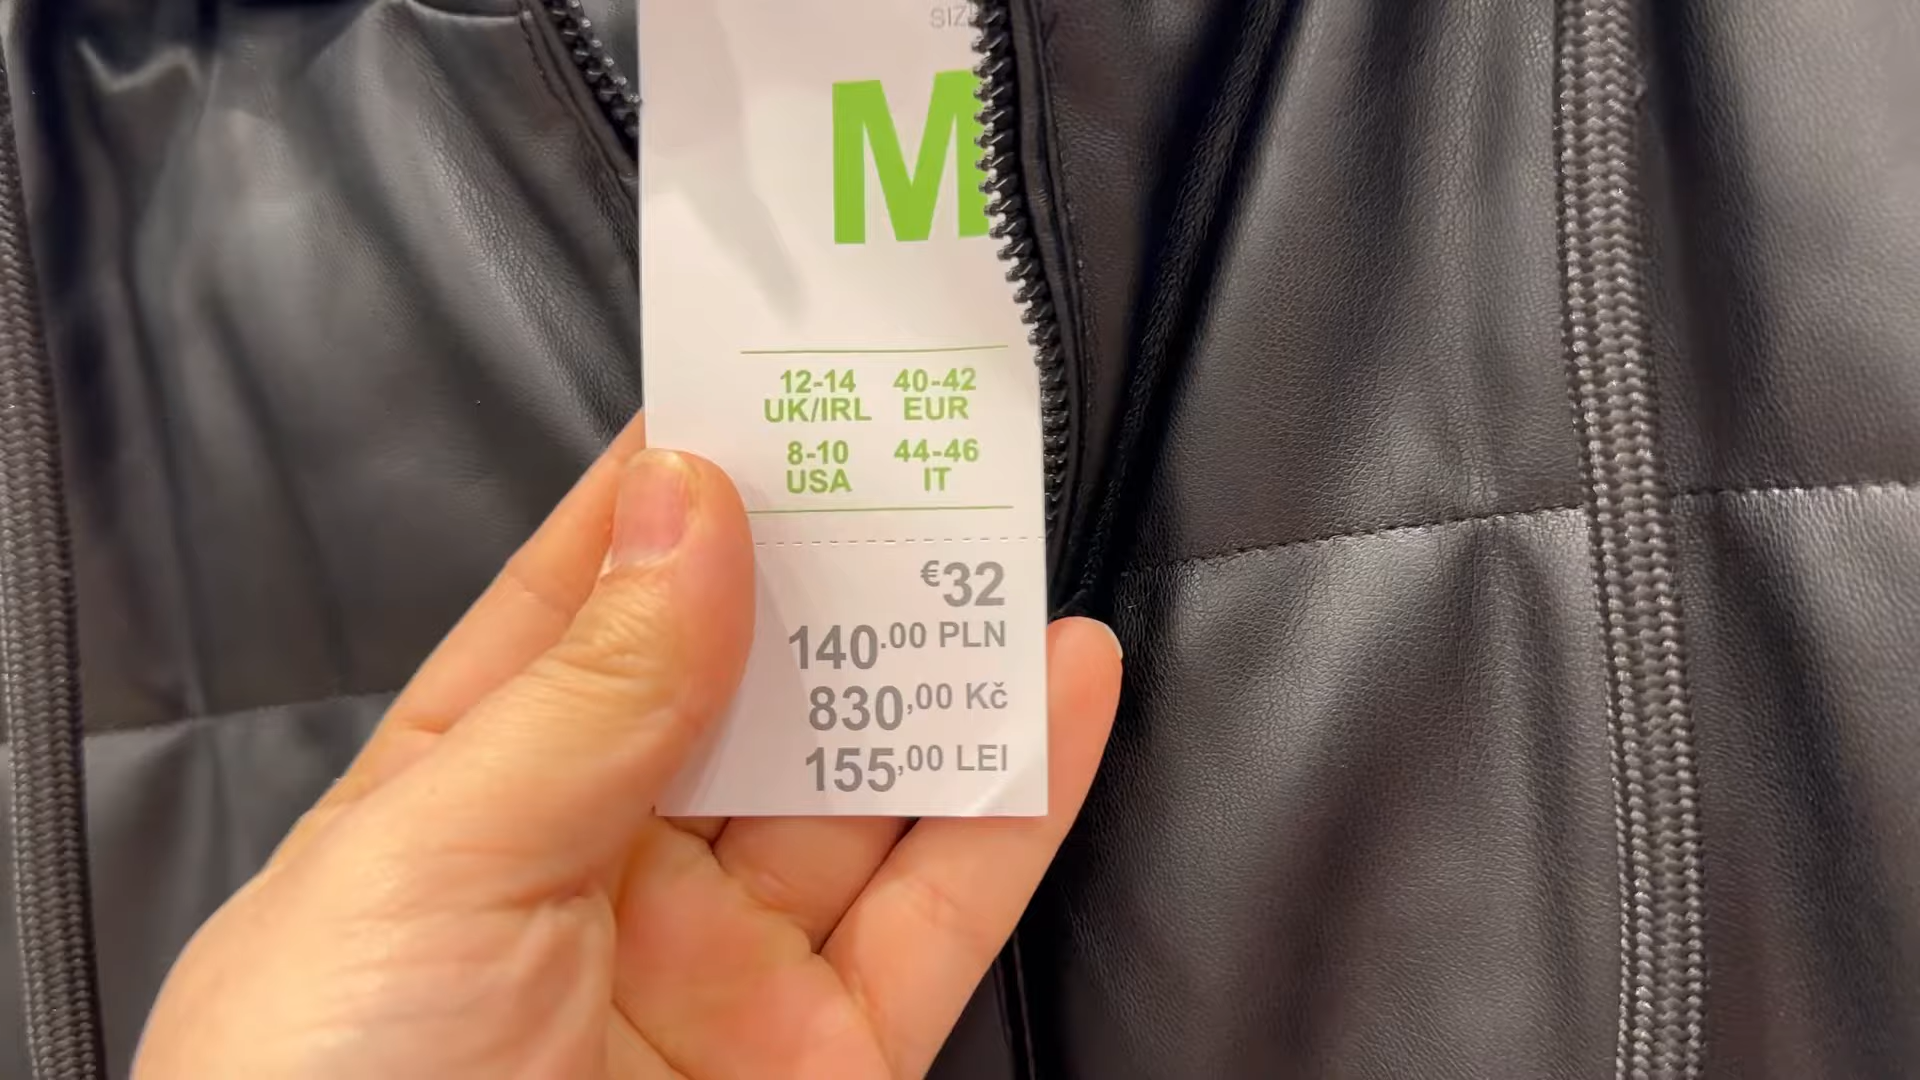 M
12-14 40-42
UK/IRL EUR
8-10 44-46
USA IT
€32
140.00 PLN
830,00 Kč
155,00 LEI